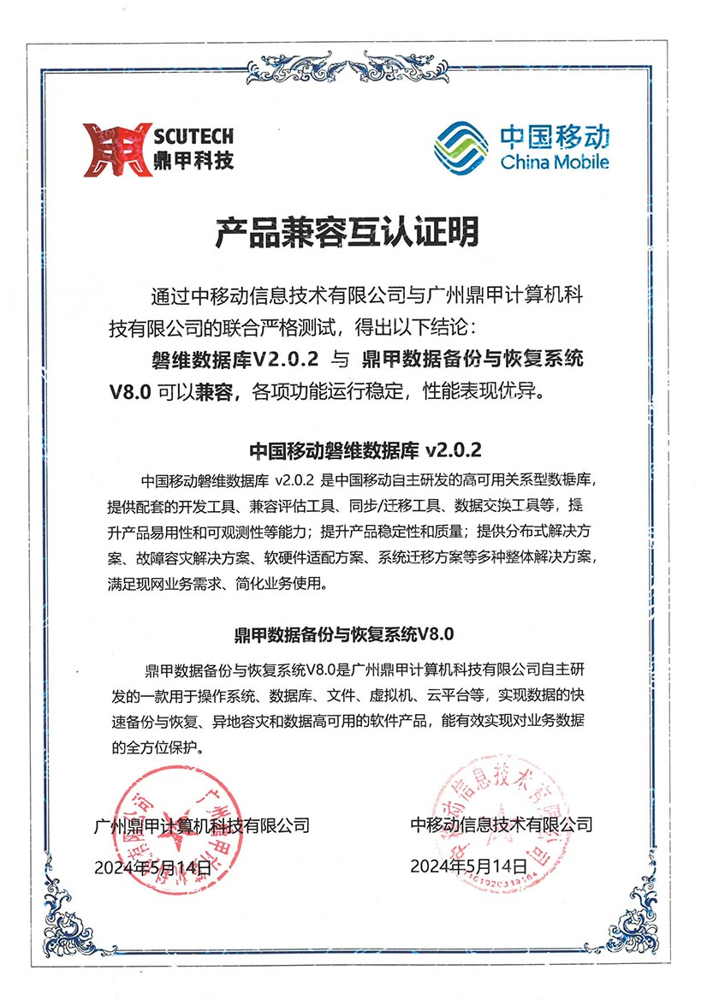 SCUTECH
鼎甲科技
中国移动
China Mobile
产品兼容互认证明
通过中移动信息技术有限公司与广州鼎甲计算机科
技有限公司的联合严格测试，得出以下结论：
磐维数据库V2.0.2 与 鼎甲数据备份与恢复系统
V8.0 可以兼容，各项功能运行稳定，性能表现优异。
中国移动磐维数据库 v2.0.2
中国移动磐维数据库 v2.0.2 是中国移动自主研发的高可用关系型数据库，
提供配套的开发工具、兼容评估工具、同步/迁移工具、数据交换工具等，提
升产品易用性和可观测性等能力；提升产品稳定性和质量；提供分布式解决方
案、故障容灾解决方案、软硬件适配方案、系统迁移方案等多种整体解决方案，
满足现网业务需求、简化业务使用。
鼎甲数据备份与恢复系统V8.0
鼎甲数据备份与恢复系统V8.0是广州鼎甲计算机科技有限公司自主研
发的一款用于操作系统、数据库、文件、虚拟机、云平台等，实现数据的快
速备份与恢复、异地容灾和数据高可用的软件产品，能有效实现对业务数据
的全方位保护。
广州鼎甲计算机科技有限公司
2024年5月14日
中移动信息技术有限公司
2024年5月14日